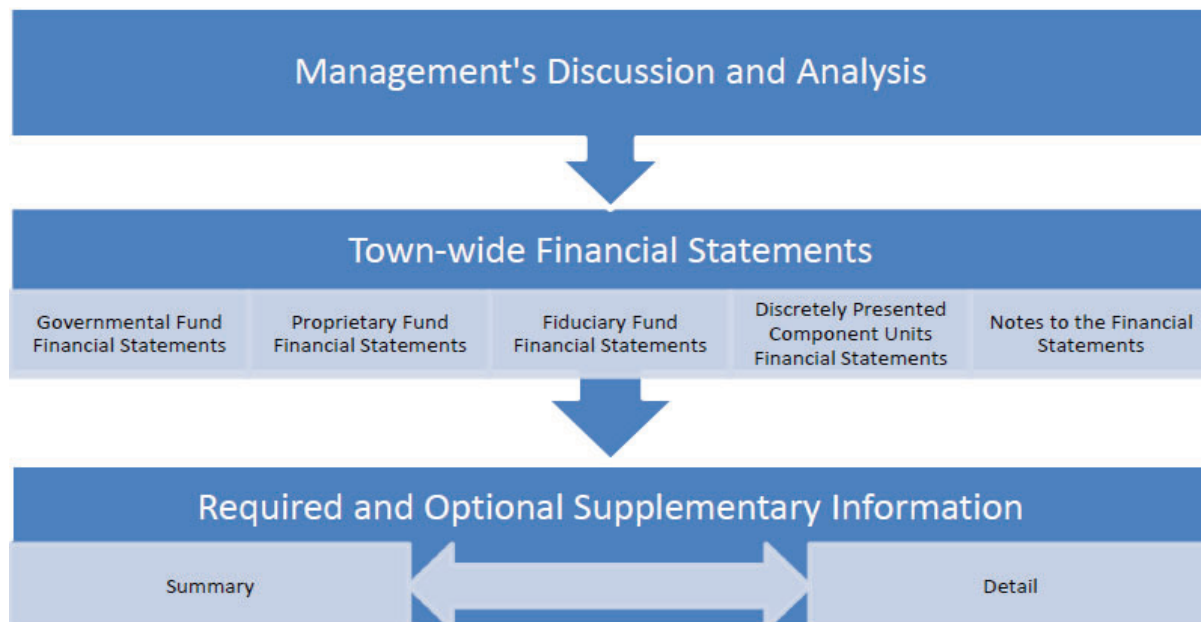 Management's Discussion and Analysis
Town-wide Financial Statements
Governmental Fund
Financial Statements
Proprietary Fund
Financial Statements
Fiduciary Fund
Financial Statements
Discretely Presented
Component Units
Financial Statements
Notes to the Financial
Statements
Required and Optional Supplementary Information
Summary
Detail